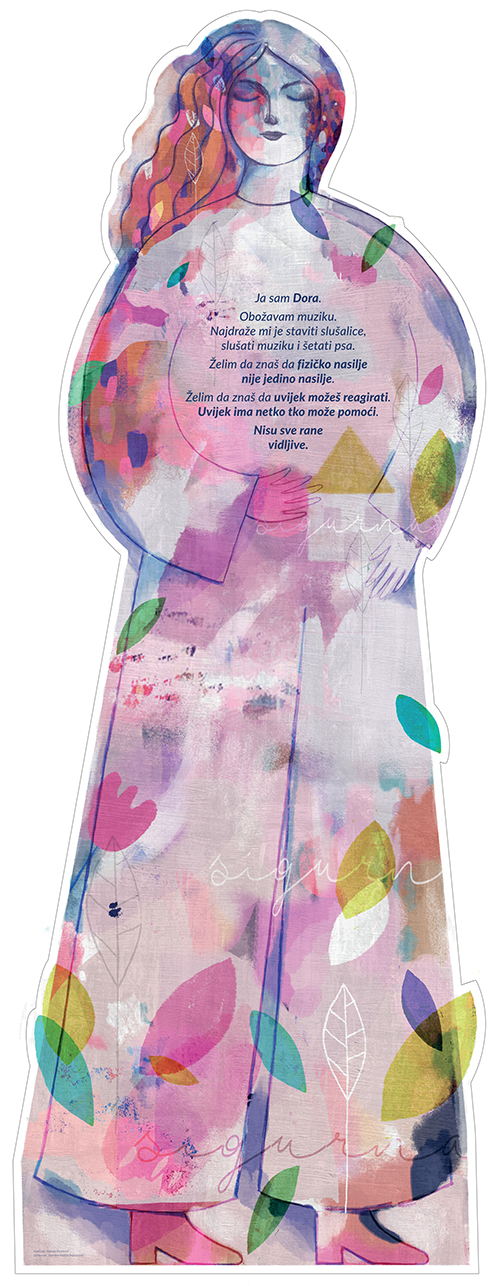 Ja sam Dora.
Obožavam muziku.
Najdraže mi je staviti slušalice,
slušati muziku i šetati psa.
Želim da znaš da fizičko nasilje
nije jedino nasilje.
Želim da znaš da uvijek možeš reagirati.
Uvijek ima netko tko može pomoći.
Nisu sve rane
vidljive.
sigurna
sigurn
sigurna